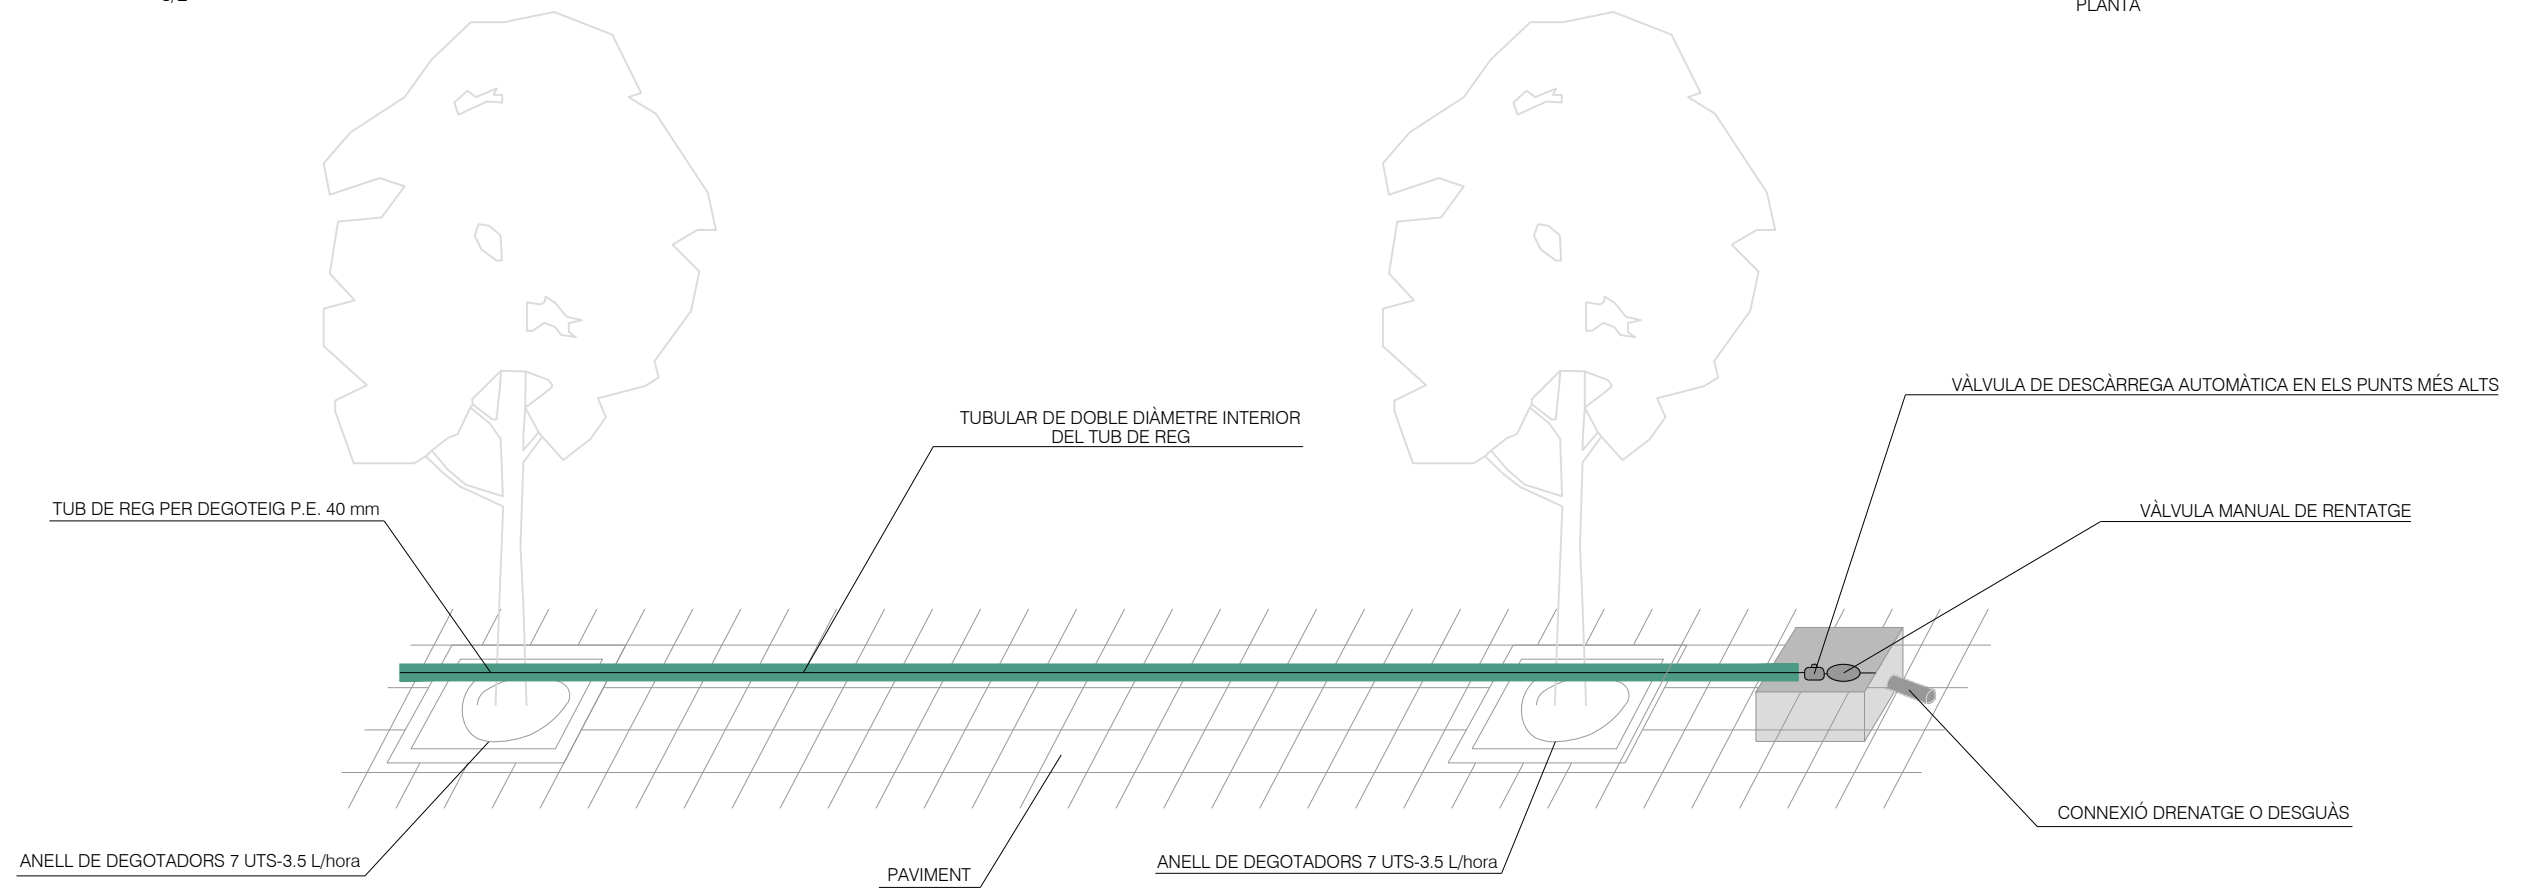 PLANTA
VÀLVULA DE DESCÀRREGA AUTOMÀTICA EN ELS PUNTS MÉS ALTS
TUBULAR DE DOBLE DIÀMETRE INTERIOR
DEL TUB DE REG
TUB DE REG PER DEGOTEIG P.E. 40 mm
VÀLVULA MANUAL DE RENTATGE
CONNEXIÓ DRENATGE O DESGUÀS
ANELL DE DEGOTADORS 7 UTS-3.5 L/hora
PAVIMENT
ANELL DE DEGOTADORS 7 UTS-3.5 L/hora